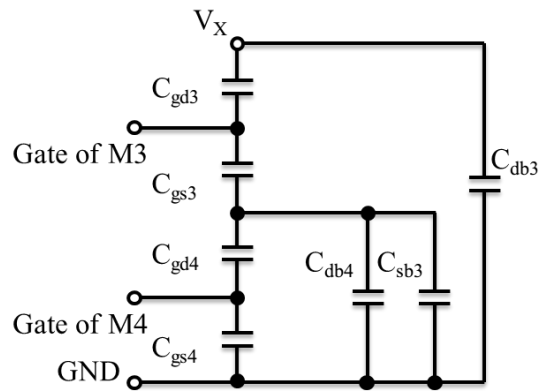 V_X
C_gd3
Gate of M3
C_db3
C_gs3
C_gd4
C_db4
C_sb3
Gate of M4
C_gs4
GND